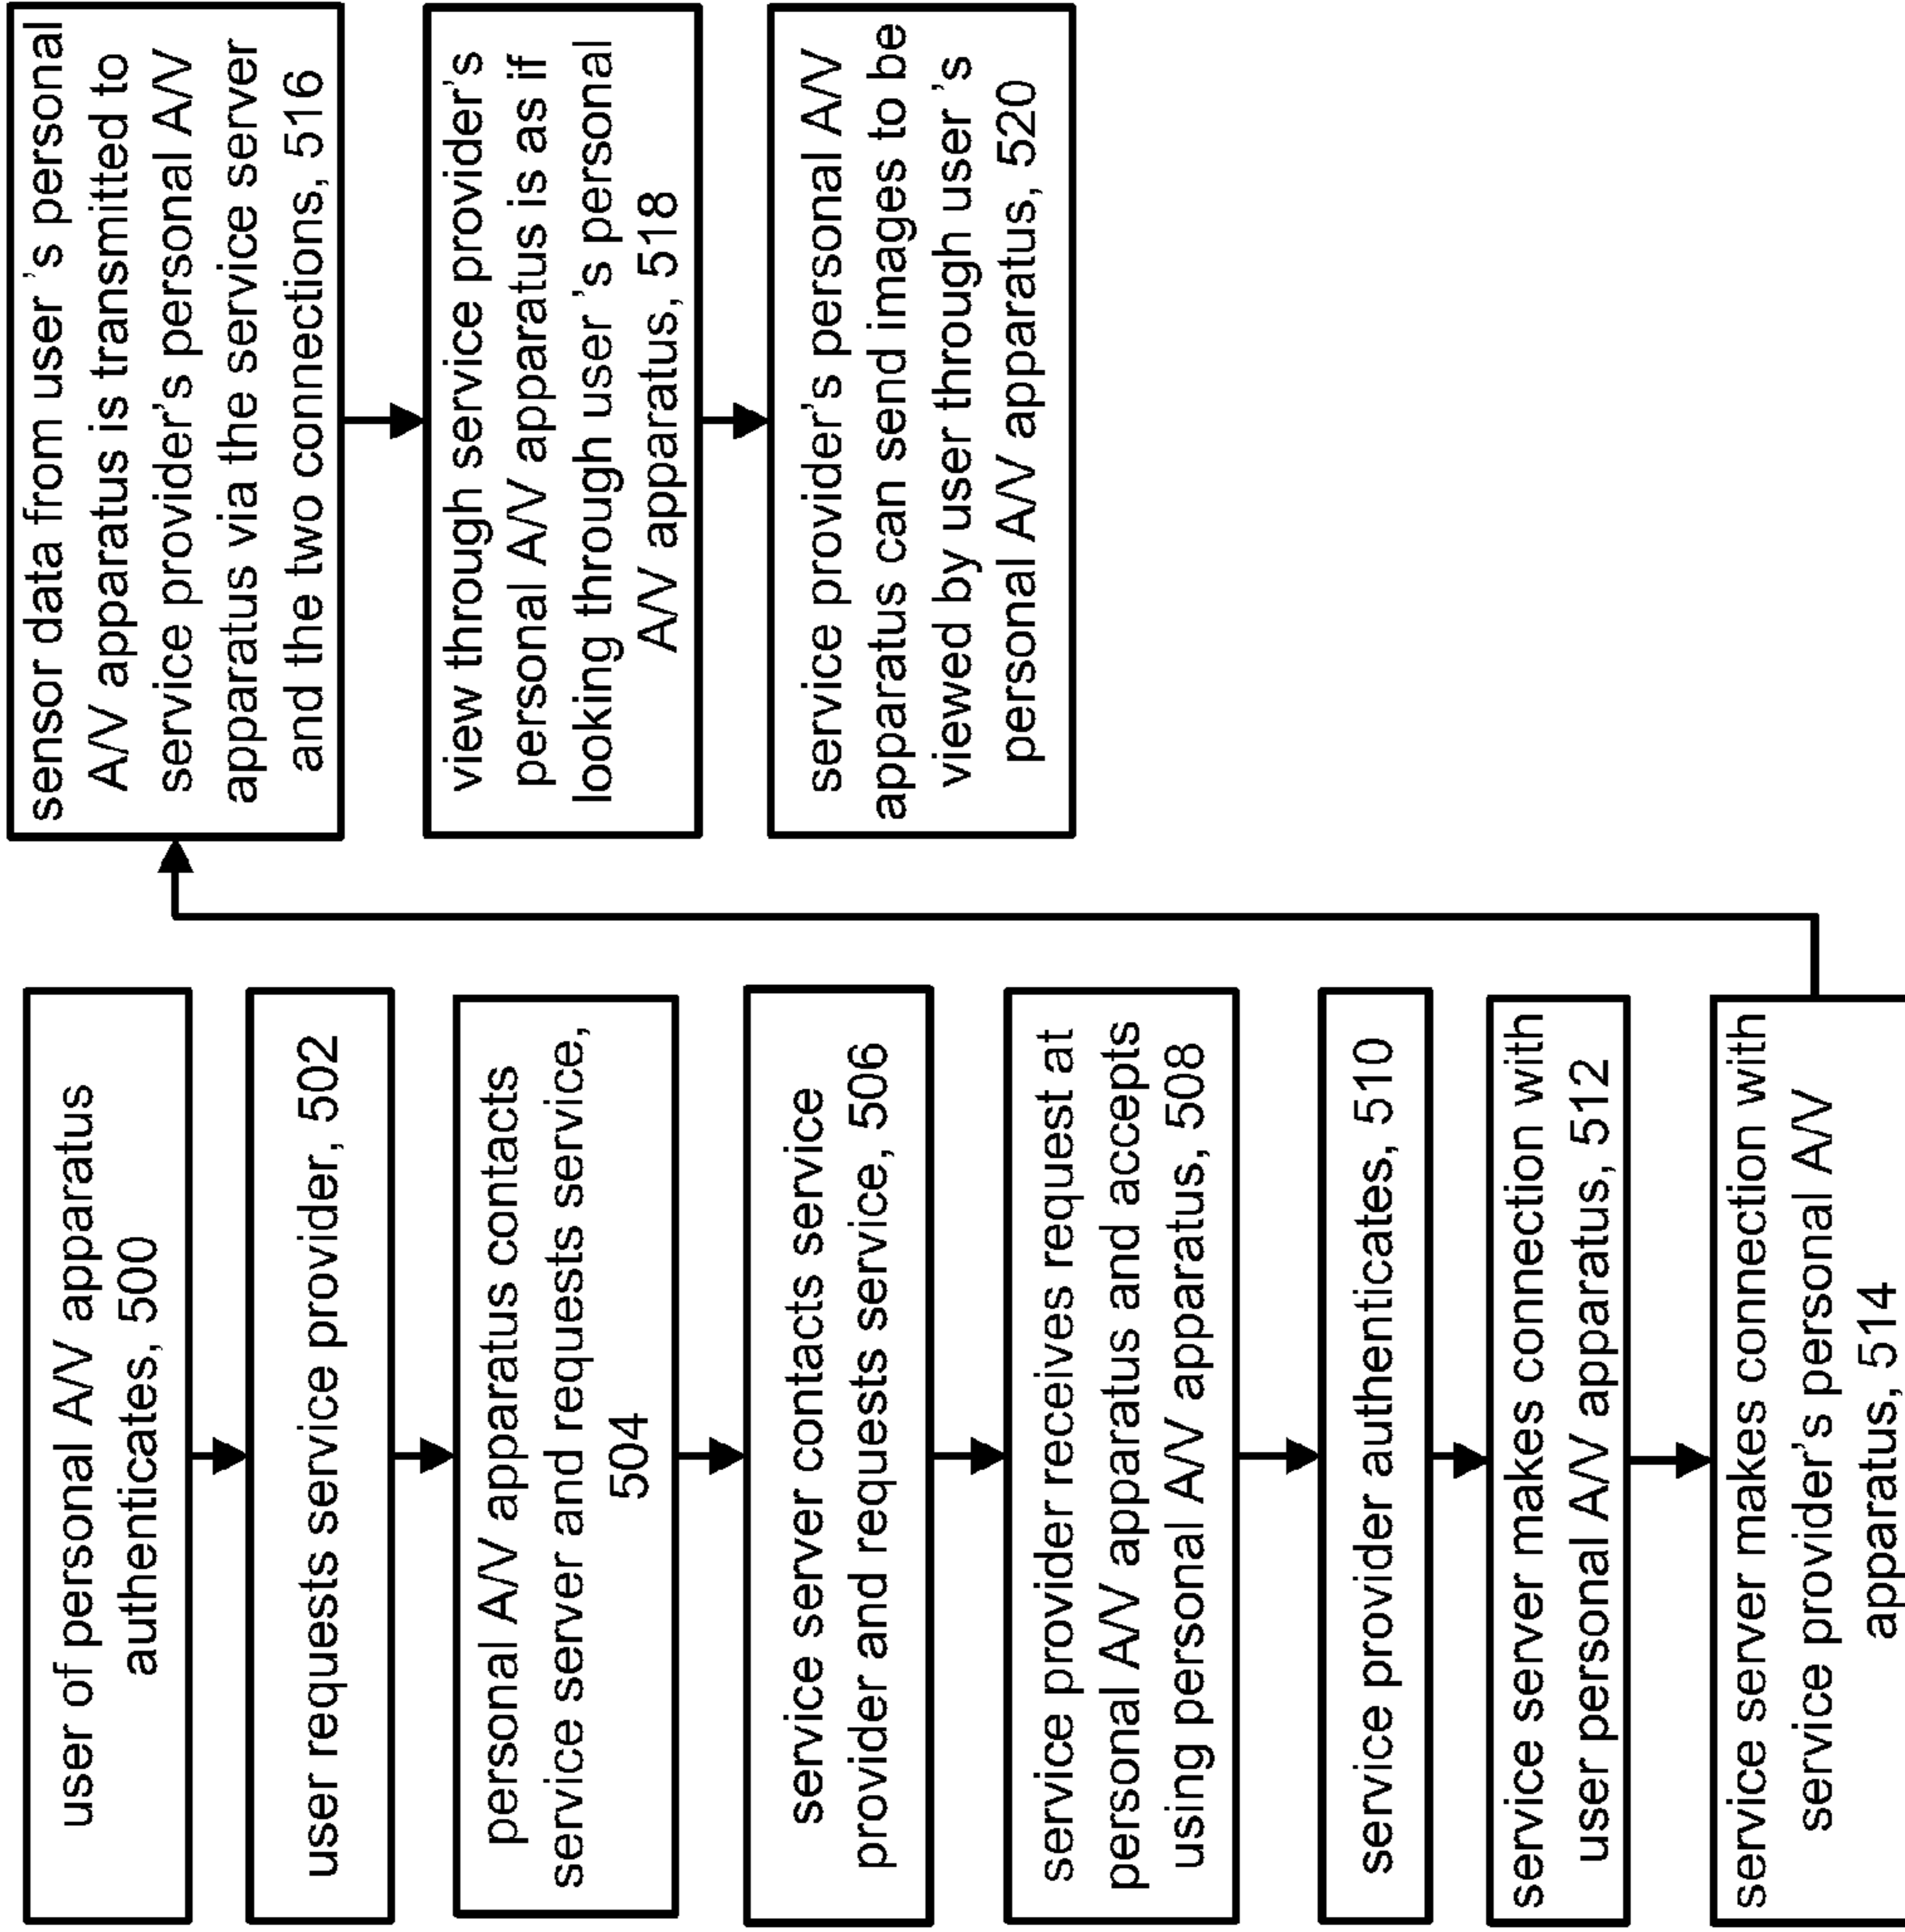 user of personal A/V apparatus
authenticates, 500
user requests service provider, 502
personal A/V apparatus contacts
service server and requests service,
504
service server contacts service
provider and requests service, 506
service provider receives request at
personal A/V apparatus and accepts
using personal A/V apparatus, 508
service provider authenticates, 510
service server makes connection with
user personal A/V apparatus, 512
service server makes connection with
service provider's personal A/V
apparatus, 514
sensor data from user's personal
A/V apparatus is transmitted to
service provider's personal A/V
apparatus via the service server
and the two connections, 516
view through service provider's
personal A/V apparatus is as if
looking through user's personal
A/V apparatus, 518
service provider's personal A/V
apparatus can send images to be
viewed by user through user's
personal A/V apparatus, 520